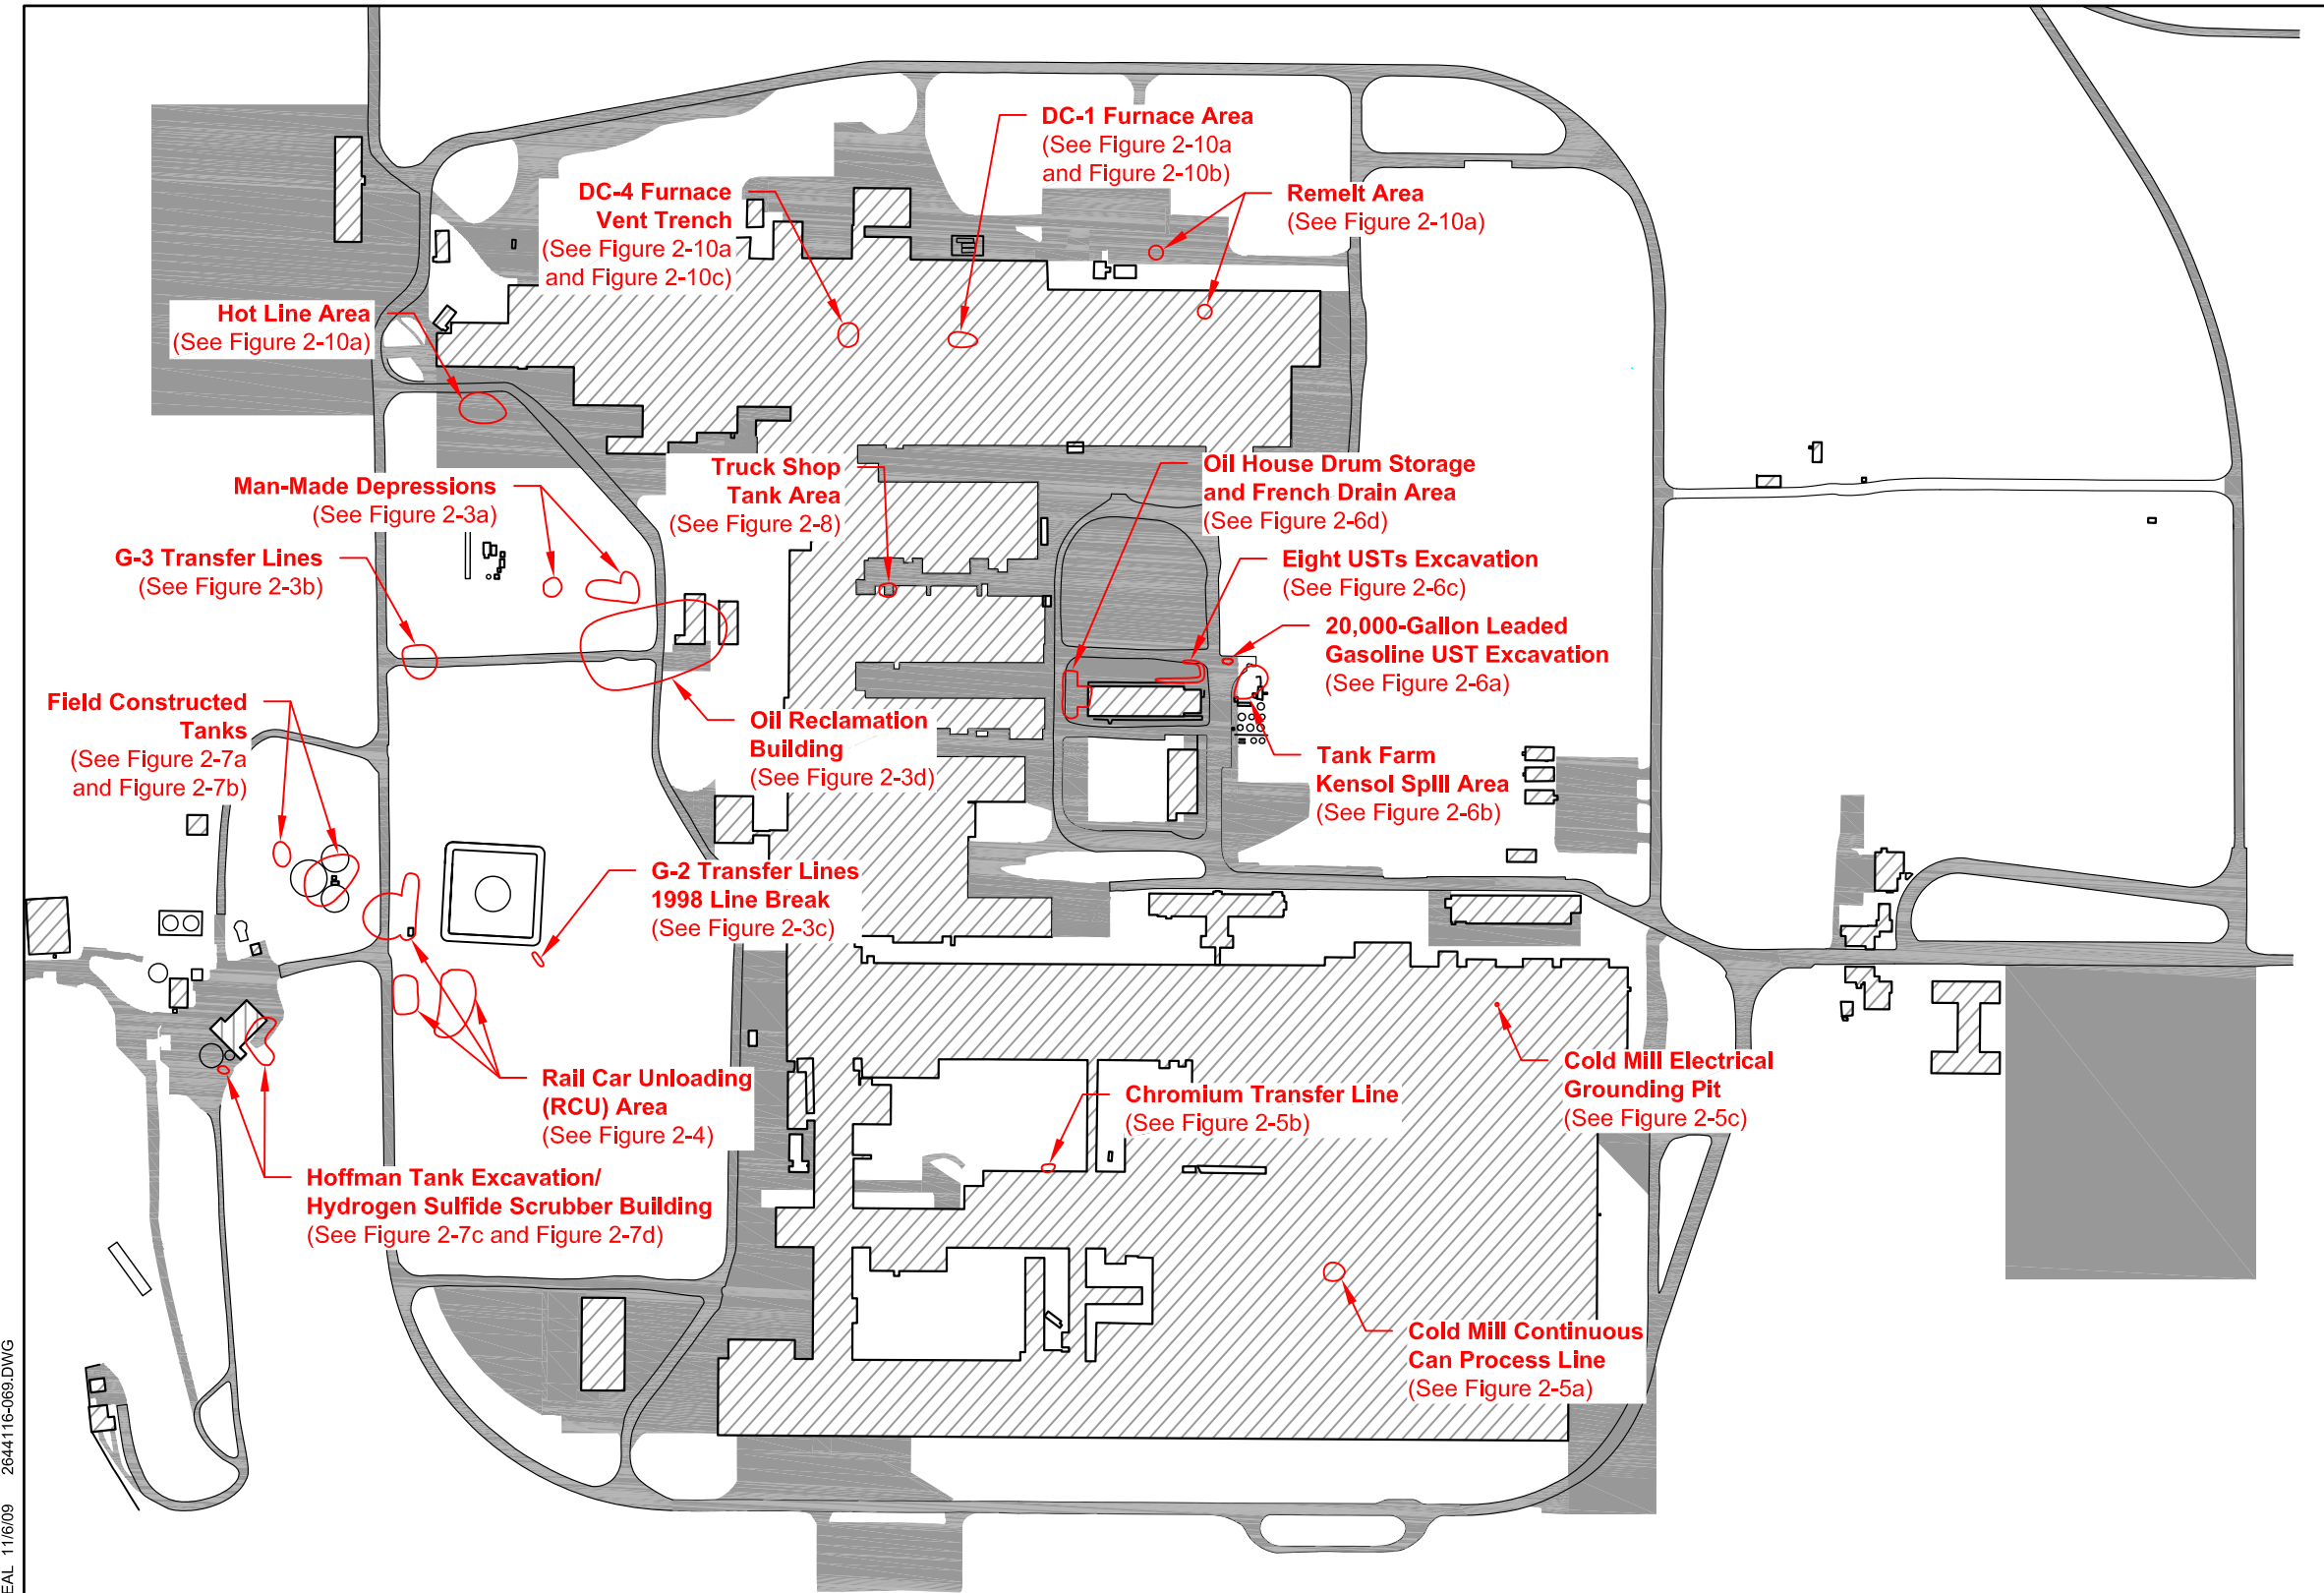 DC-1 Furnace Area
(See Figure 2-10a
and Figure 2-10b)
DC-4 Furnace
Vent Trench
(See Figure 2-10a
and Figure 2-10c)
Remelt Area
(See Figure 2-10a)
Hot Line Area
(See Figure 2-10a)
Man-Made Depressions
(See Figure 2-3a)
Truck Shop
Tank Area
(See Figure 2-8)
Oil House Drum Storage
and French Drain Area
(See Figure 2-6d)
G-3 Transfer Lines
(See Figure 2-3b)
Eight USTs Excavation
(See Figure 2-6c)
20,000-Gallon Leaded
Gasoline UST Excavation
(See Figure 2-6a)
Field Constructed
Tanks
(See Figure 2-7a
and Figure 2-7b)
Oil Reclamation
Building
(See Figure 2-3d)
Tank Farm
Kensol Spill Area
(See Figure 2-6b)
G-2 Transfer Lines
1998 Line Break
(See Figure 2-3c)
Rail Car Unloading
(RCU) Area
(See Figure 2-4)
Chromium Transfer Line
(See Figure 2-5b)
Cold Mill Electrical
Grounding Pit
(See Figure 2-5c)
Hoffman Tank Excavation/
Hydrogen Sulfide Scrubber Building
(See Figure 2-7c and Figure 2-7d)
Cold Mill Continuous
Can Process Line
(See Figure 2-5a)
EAL 11/6/09 2644116-069.DWG